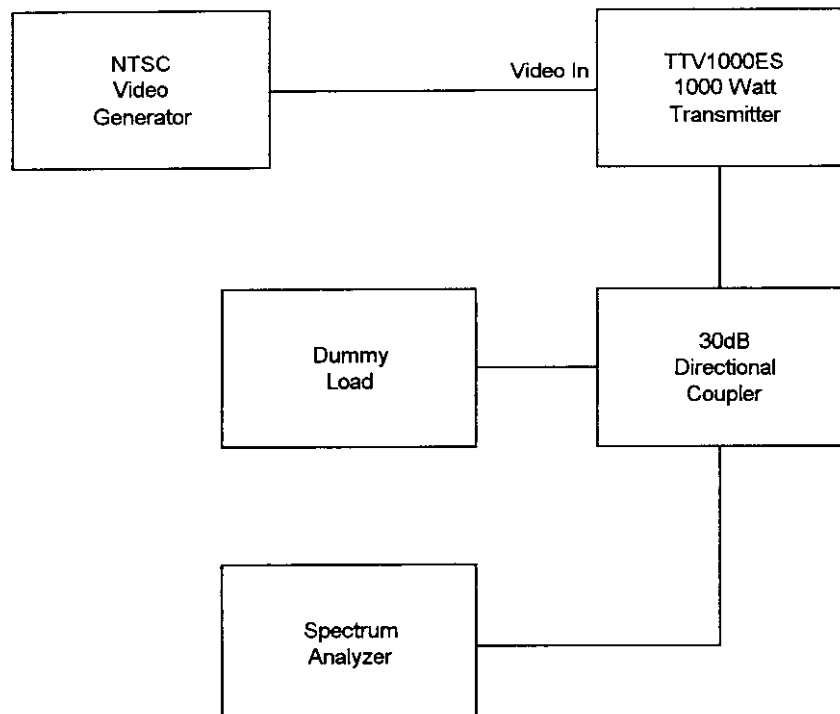 NTSC
Video
Generator
Video In
TTV1000ES
1000 Watt
Transmitter
Dummy
Load
30dB
Directional
Coupler
Spectrum
Analyzer